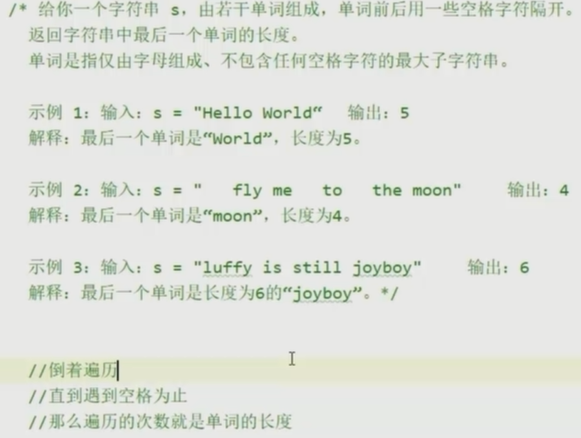 /* 给你一个字符串 s，由若干单词组成，单词前后用一些空格字符隔开。
返回字符串中最后一个单词的长度。
单词是指仅由字母组成、不包含任何空格字符的最大子字符串。
示例 1：输入：s = "Hello World“ 输出：5
解释：最后一个单词是“World”，长度为5。
示例 2：输入：s = "   fly me   to   the moon" 输出：4
解释：最后一个单词是“moon”，长度为4。
示例 3：输入：s = "luffy is still joyboy" 输出：6
解释：最后一个单词是长度为6的“joyboy”。*/
//倒着遍历
//直到遇到空格为止
//那么遍历的次数就是单词的长度